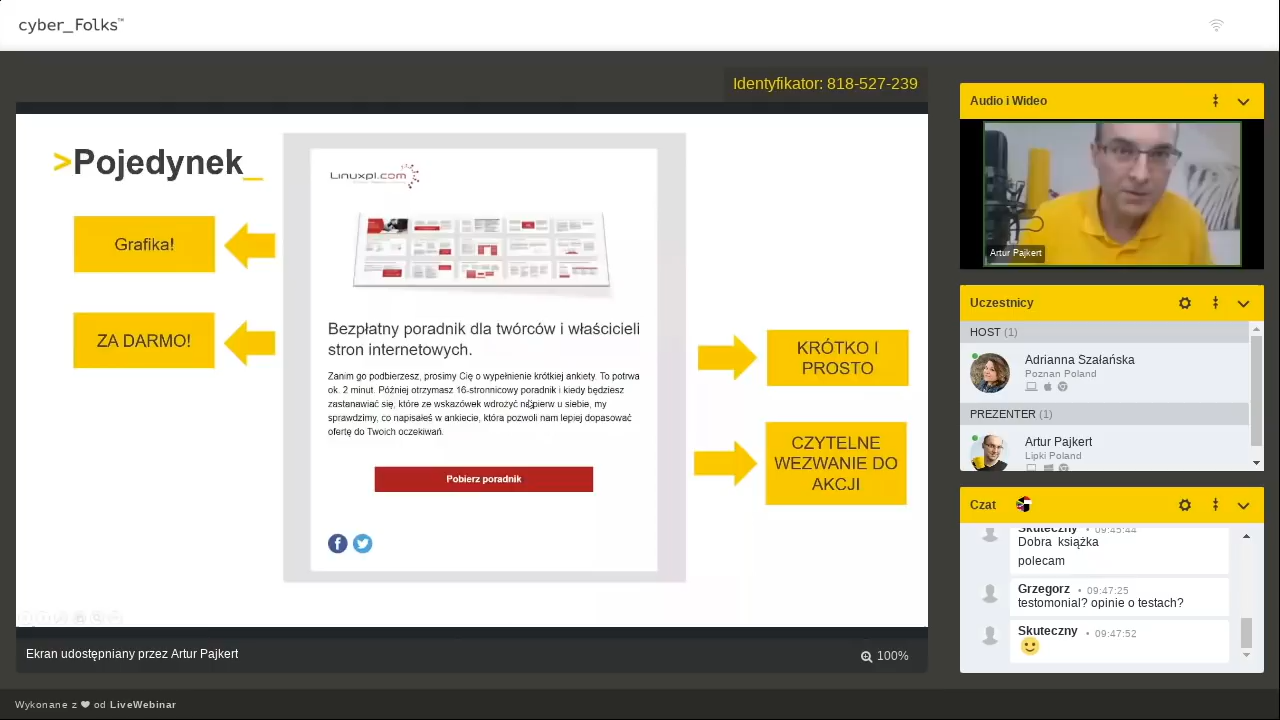 cyber_Folks™
Identyfikator: 818-527-239
>Pojedynek_
Grafika!
ZA DARMO!
Linuxpl.com
Bezpłatny poradnik dla twórców i właścicieli
stron internetowych.
Zanim go podbierzesz, prosimy Cię o wypełnienie krótkiej ankiety. To potrwa
ok. 2 minut. Później otrzymasz 16-stronnicowy poradnik i kiedy będziesz
zastanawiać się, które ze wskazówek wdrożyć najpierw u siebie, my
sprawdzimy, co napisałeś w ankiecie, która pozwoli nam lepiej dopasować
ofertę do Twoich oczekiwań.
Pobierz poradnik
KRÓTKO I
PROSTO
CZYTELNE
WEZWANIE DO
AKCJI
Ekran udostępniany przez Artur Pajkert
100%
Audio i Wideo
Artur Pajkert
Uczestnicy
HOST (1)
Adrianna Szałańska
Poznan Poland
PREZENTER (1)
Artur Pajkert
Lipki Poland
Czat
Skuteczny • 09:45:44
Dobra książka
polecam
Grzegorz • 09:47:25
testomonial? opinie o testach?
Skuteczny • 09:47:52
Wykonane z ❤ od LiveWebinar